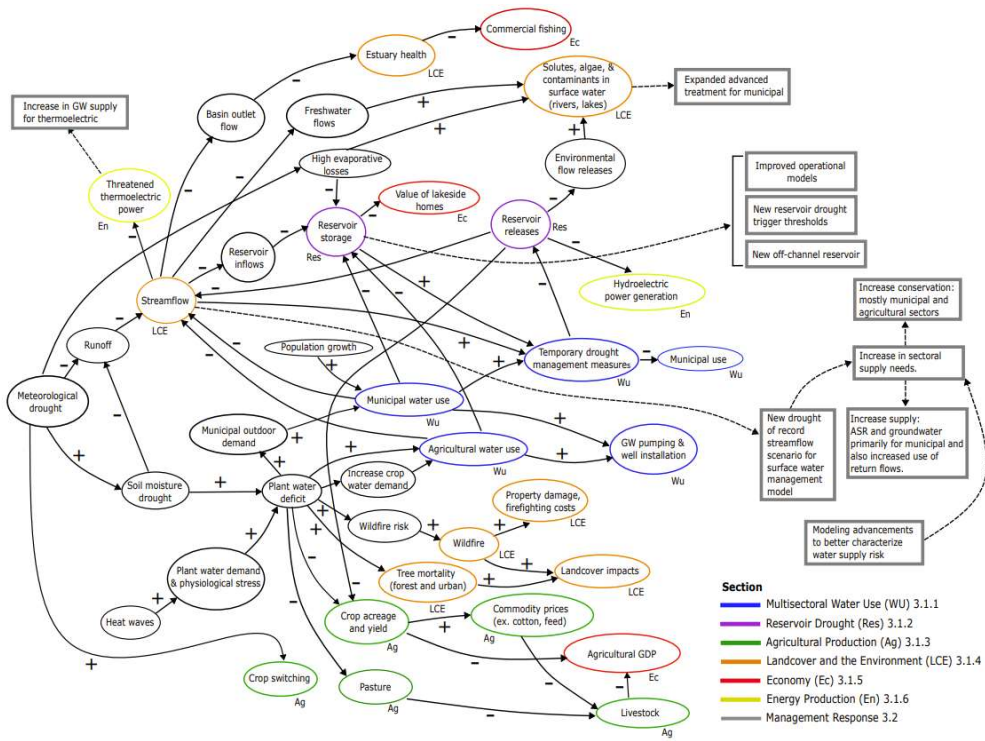 Commercial fishing
Ec
Estuary health
LCE
Solutes, algae, &
contaminants in
surface water
(rivers, lakes)
LCE
Expanded advanced
treatment for municipal
Increase in GW supply
for thermoelectric
Basin outlet
flow
Freshwater
flows
High evaporative
losses
Environmental
flow releases
Improved operational
models
New reservoir drought
trigger thresholds
New off-channel reservoir
Threatened
thermoelectric
power
En
Value of lakeside
homes
Ec
Reservoir
storage
Res
Reservoir
releases
Res
Reservoir
inflows
Hydroelectric
power generation
En
Streamflow
LCE
Increase conservation:
mostly municipal and
agricultural sectors
Runoff
Population growth
Temporary drought
management measures
Wu
Municipal use
Wu
Increase in sectoral
supply needs.
Meteorological
drought
Municipal water use
Wu
Municipal outdoor
demand
Agricultural water use
Wu
GW pumping &
well installation
Wu
New drought
of record
streamflow
scenario for
surface water
management
model
Increase supply:
ASR and groundwater
primarily for municipal and
also increased use of
return flows.
Soil moisture
drought
Plant water
deficit
Increase crop
water demand
Property damage,
firefighting costs
LCE
Wildfire risk
Wildfire
LCE
Modeling advancements
to better characterize
water supply risk
Plant water demand
& physiological stress
Tree mortality
(forest and urban)
LCE
Landcover impacts
LCE
Heat waves
Crop acreage
and yield
Ag
Commodity prices
(ex. cotton, feed)
Ag
Agricultural GDP
Ec
Crop switching
Ag
Pasture
Ag
Livestock
Ag
Section
Multisectoral Water Use (WU) 3.1.1
Reservoir Drought (Res) 3.1.2
Agricultural Production (Ag) 3.1.3
Landcover and the Environment (LCE) 3.1.4
Economy (Ec) 3.1.5
Energy Production (En) 3.1.6
Management Response 3.2